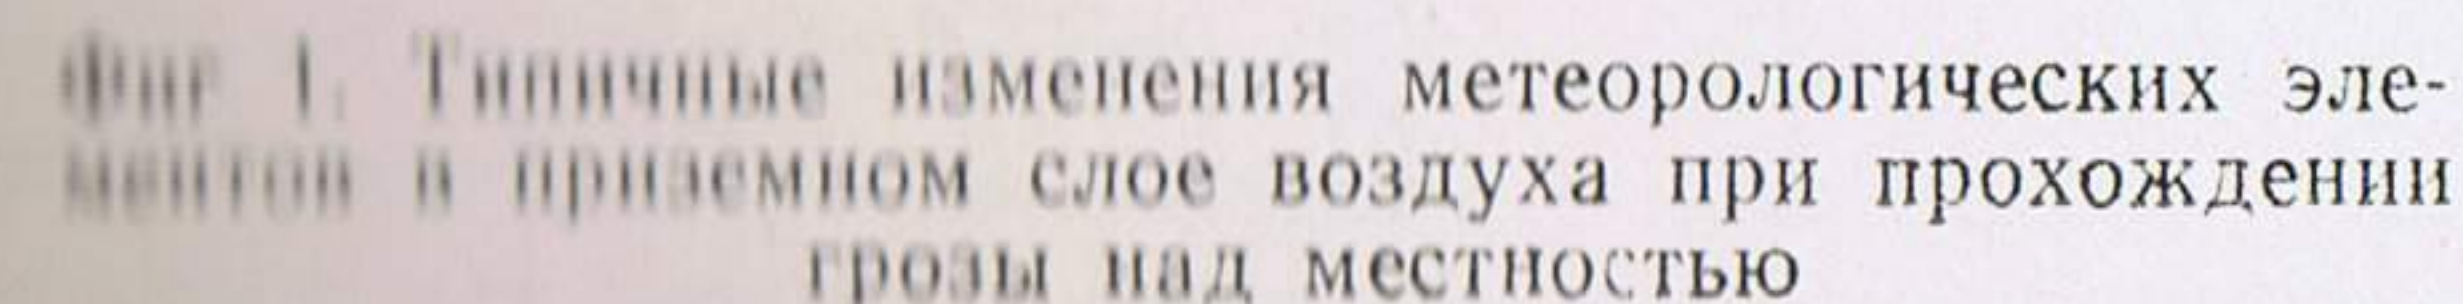 Фиг 1. Типичные изменения метеорологических эле-
ментов в приземном слое воздуха при прохождении
грозы над местностью